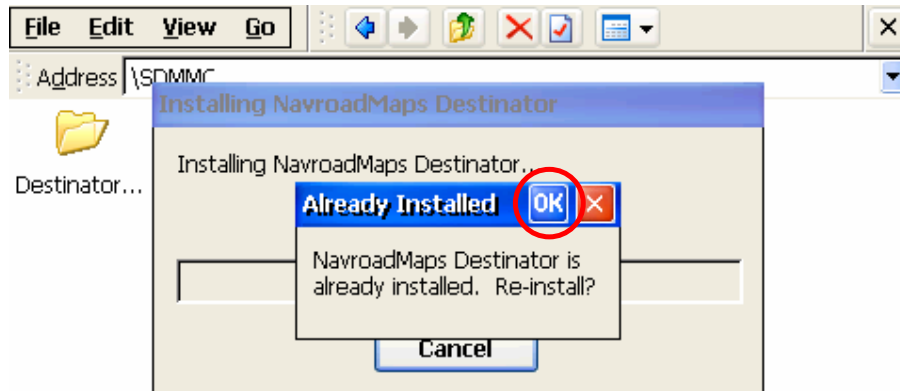 File Edit View Go
Address \SDMMC
Installing NavroadMaps Destinator
Destinator...
Installing NavroadMaps Destinator...
Already Installed OK
NavroadMaps Destinator is
already installed. Re-install?
Cancel